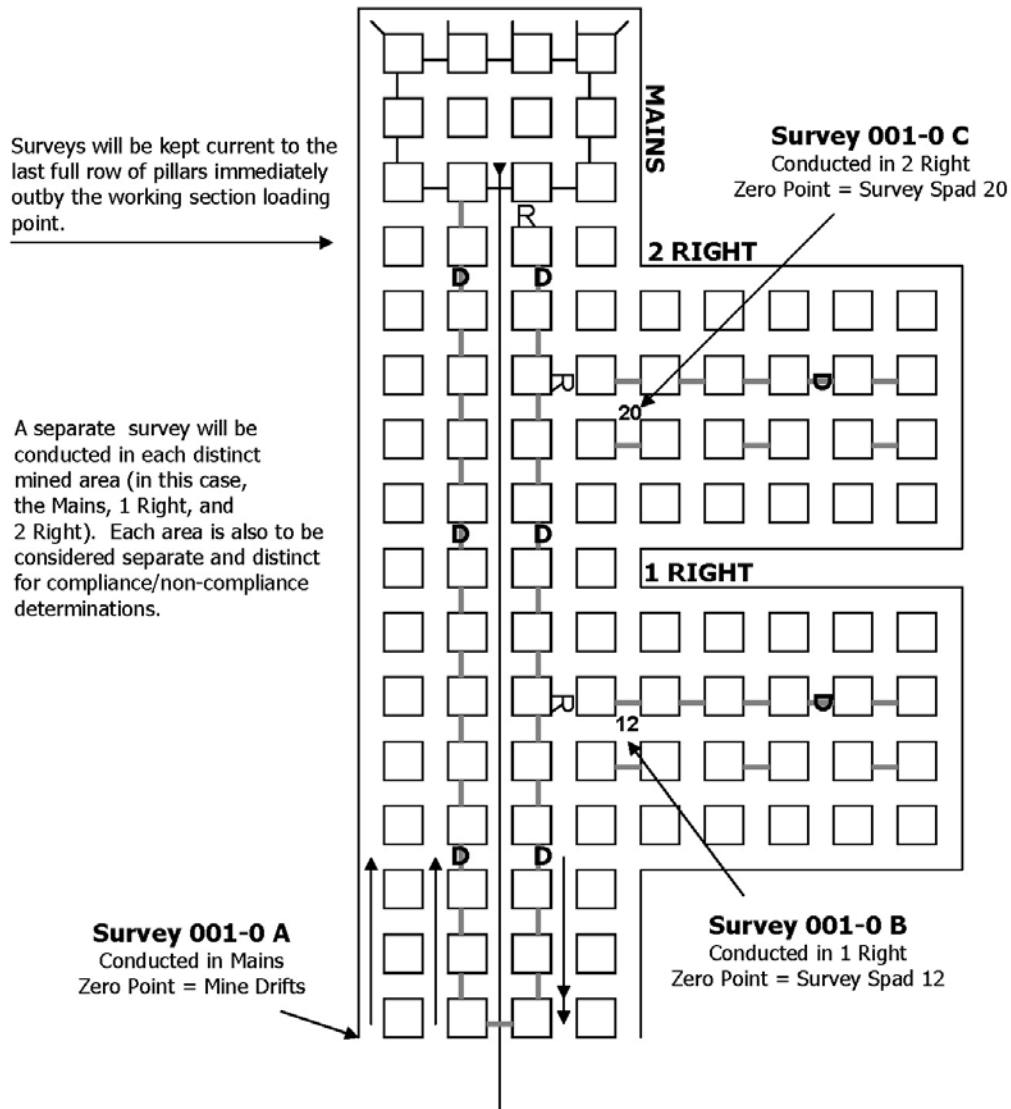 MAINS
Surveys will be kept current to the
last full row of pillars immediately
outby the working section loading
point.
Survey 001-0 C
Conducted in 2 Right
Zero Point = Survey Spad 20
R
2 RIGHT
D D
R
D
20
A separate survey will be
conducted in each distinct
mined area (in this case,
the Mains, 1 Right, and
2 Right). Each area is also to be
considered separate and distinct
for compliance/non-compliance
determinations.
D D
1 RIGHT
R
D
12
D D
Survey 001-0 A
Conducted in Mains
Zero Point = Mine Drifts
Survey 001-0 B
Conducted in 1 Right
Zero Point = Survey Spad 12